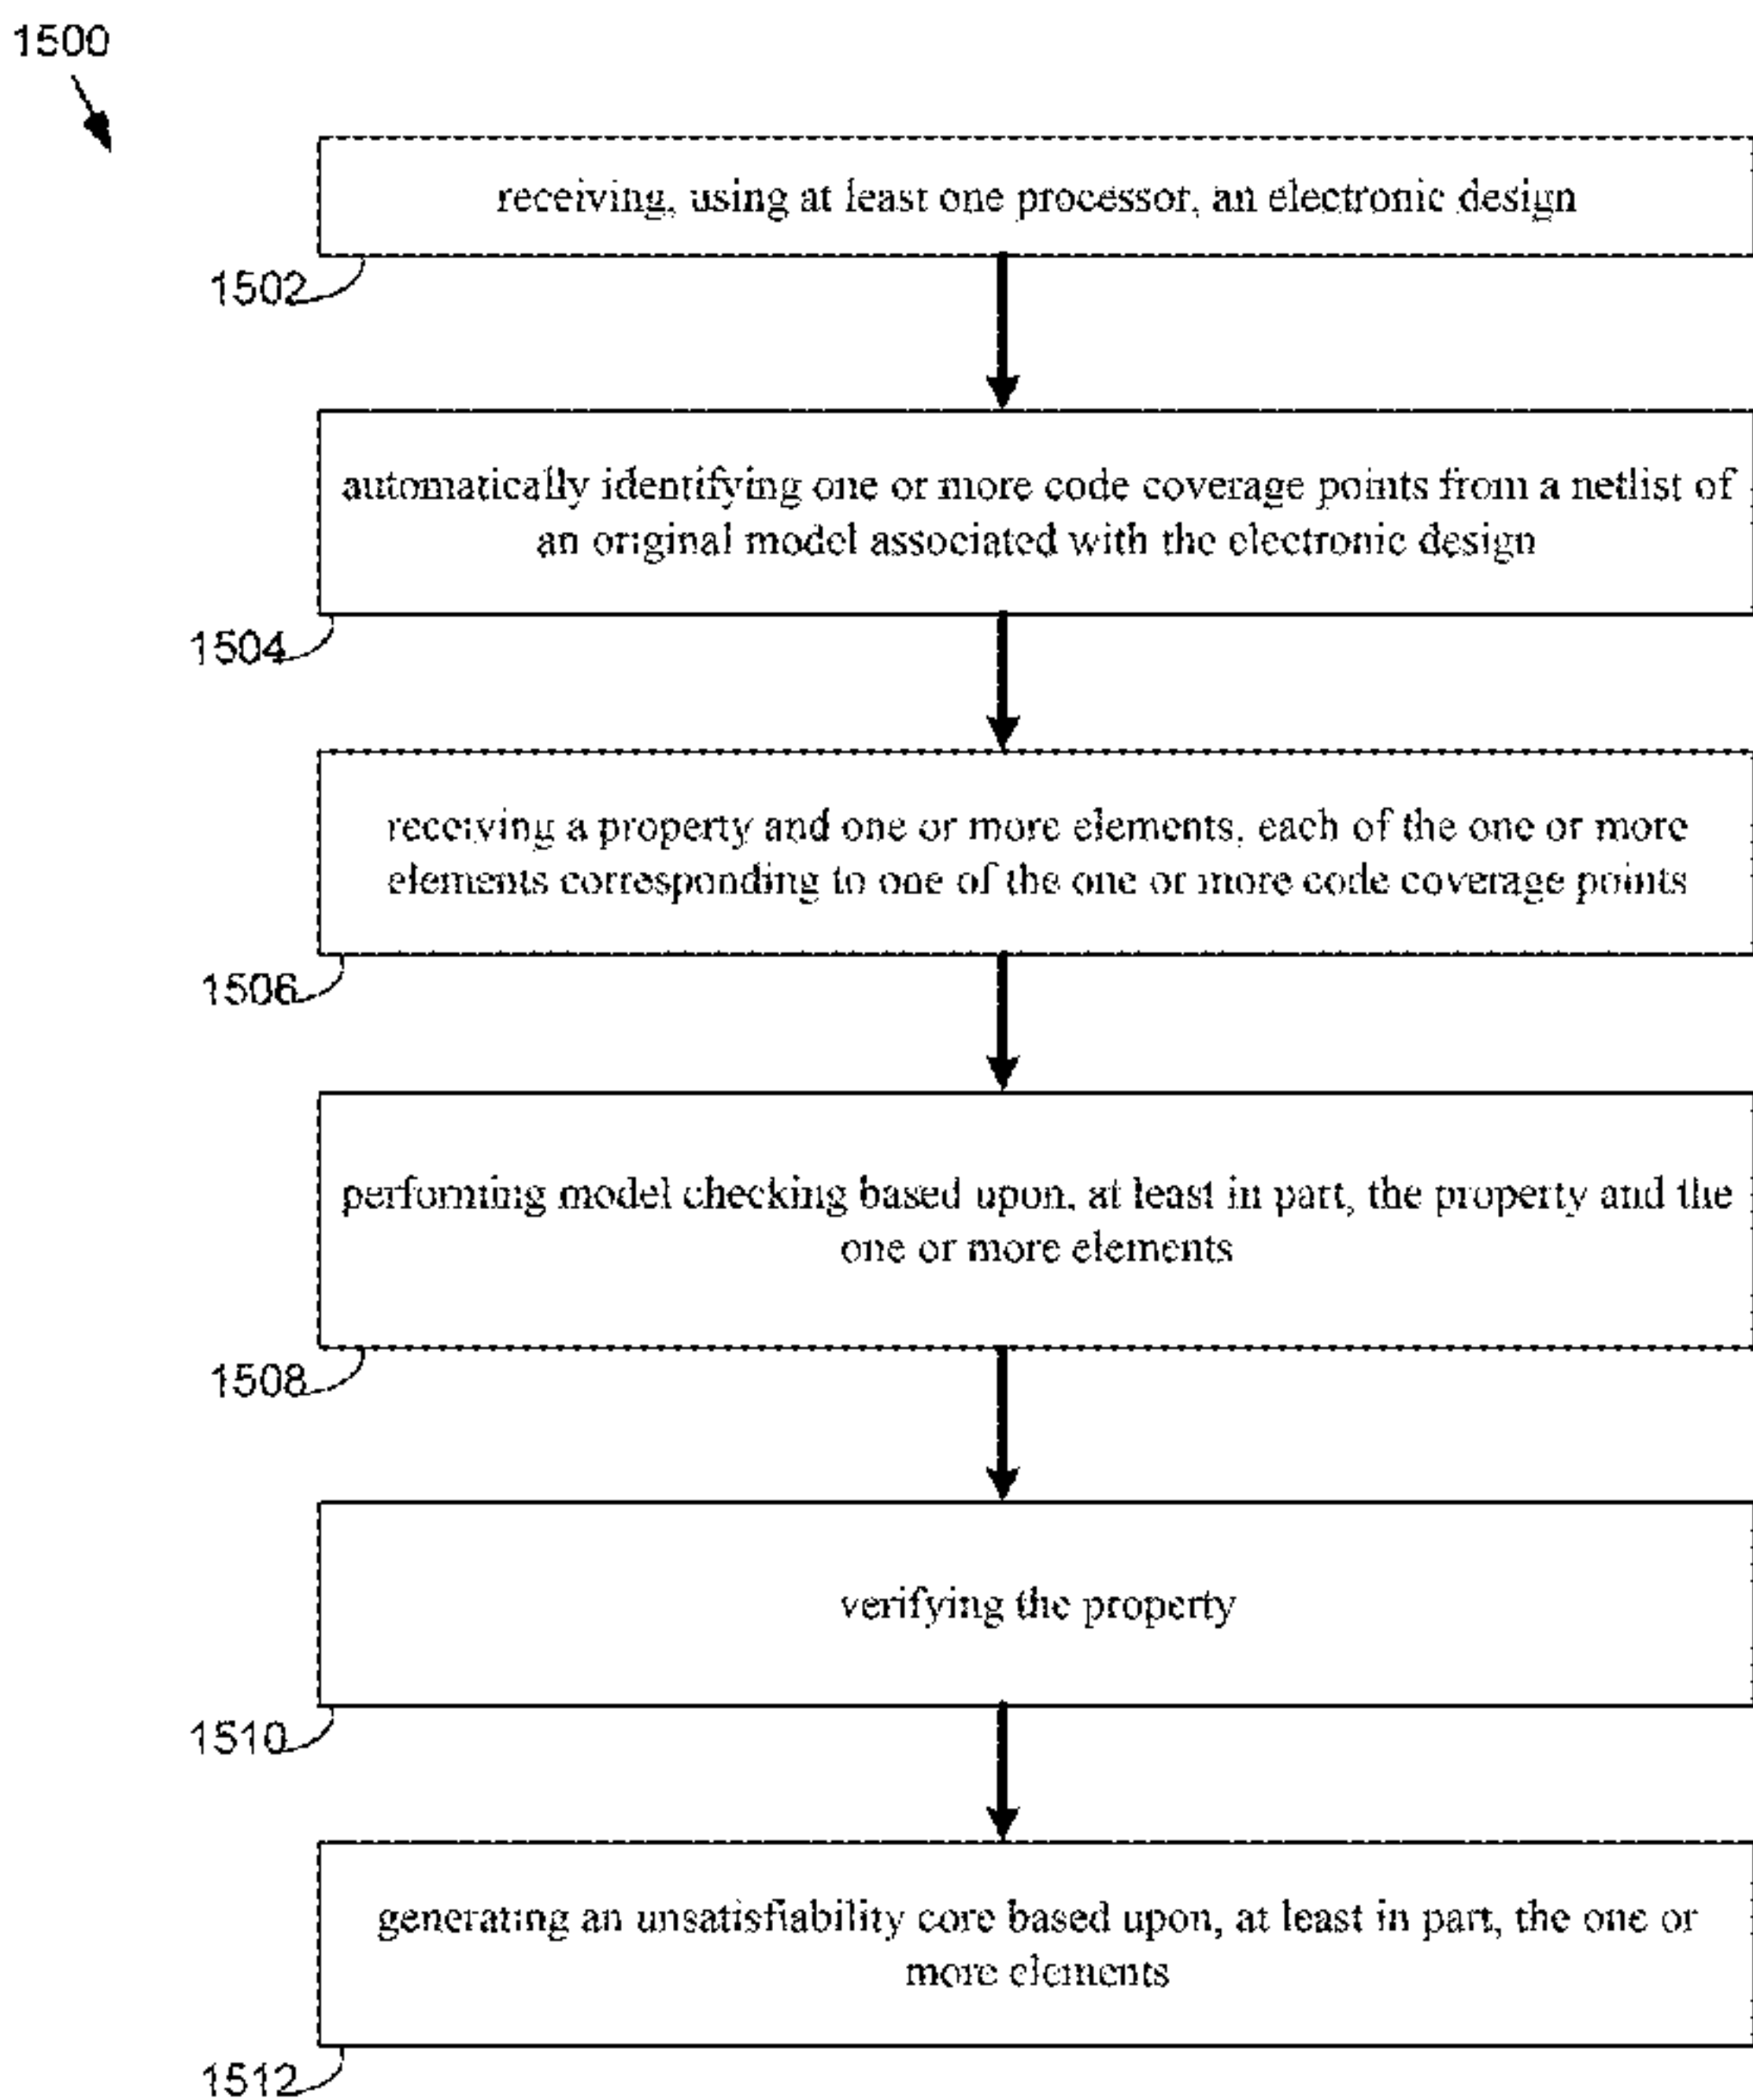 1500
receiving, using at least one processor, an electronic design
1502
automatically identifying one or more code coverage points from a netlist of
an original model associated with the electronic design
1504
receiving a property and one or more elements, each of the one or more
elements corresponding to one of the one or more code coverage points
1506
performing model checking based upon, at least in part, the property and the
one or more elements
1508
verifying the property
1510
generating an unsatisfiability core based upon, at least in part, the one or
more elements
1512